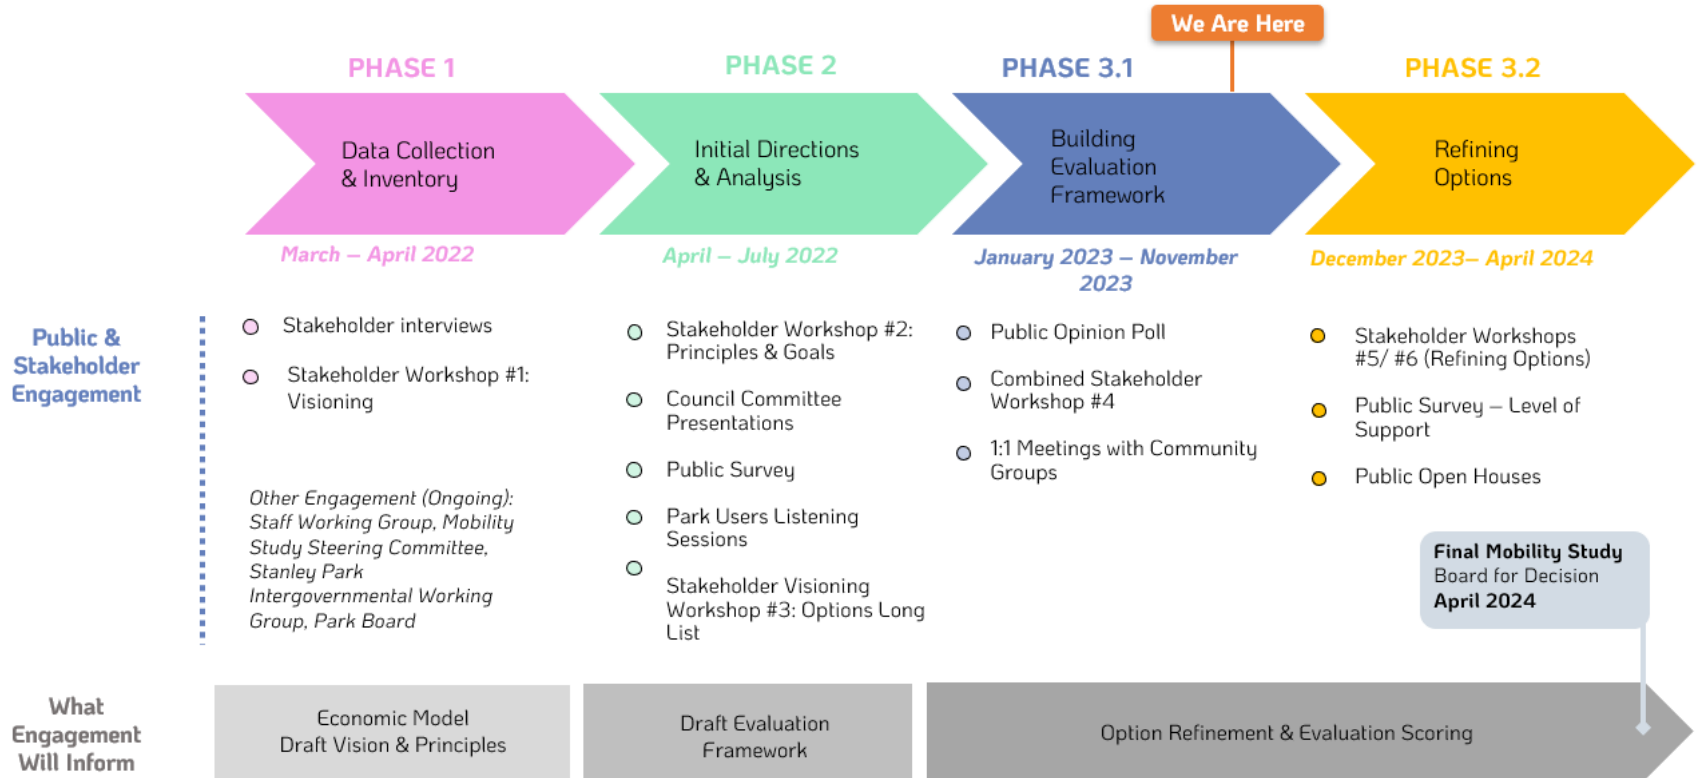 We Are Here
PHASE 1
PHASE 2
PHASE 3.1
PHASE 3.2
Data Collection
& Inventory
Initial Directions
& Analysis
Building
Evaluation
Framework
Refining
Options
March – April 2022
April – July 2022
January 2023 – November
2023
December 2023– April 2024
Public &
Stakeholder
Engagement
Stakeholder interviews
Stakeholder Workshop #1:
Visioning
Other Engagement (Ongoing):
Staff Working Group, Mobility
Study Steering Committee,
Stanley Park
Intergovernmental Working
Group, Park Board
Stakeholder Workshop #2:
Principles & Goals
Council Committee
Presentations
Public Survey
Park Users Listening
Sessions
Stakeholder Visioning
Workshop #3: Options Long
List
Public Opinion Poll
Combined Stakeholder
Workshop #4
1:1 Meetings with Community
Groups
Stakeholder Workshops
#5/ #6 (Refining Options)
Public Survey – Level of
Support
Public Open Houses
Final Mobility Study
Board for Decision
April 2024
What
Engagement
Will Inform
Economic Model
Draft Vision & Principles
Draft Evaluation
Framework
Option Refinement & Evaluation Scoring